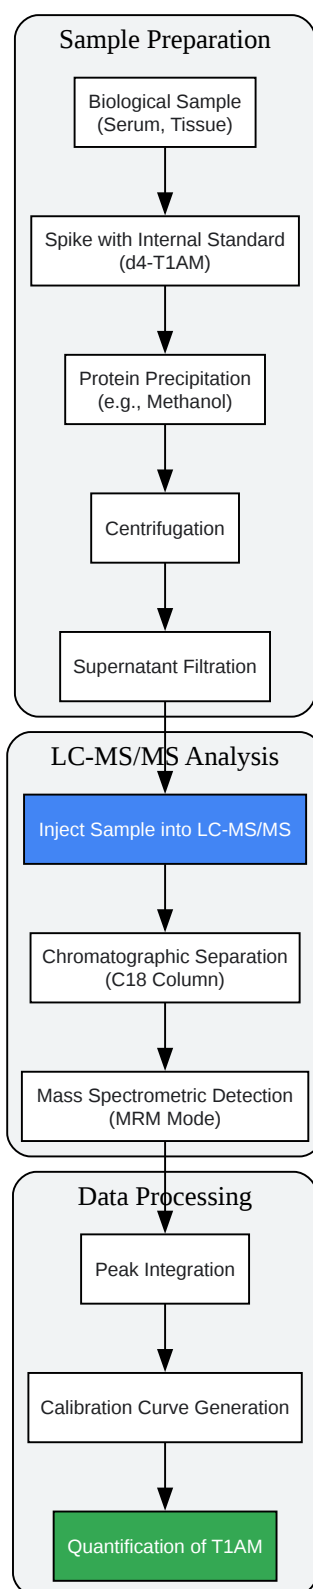 Sample Preparation
Biological Sample
(Serum, Tissue)
Spike with Internal Standard
(d4-T1AM)
Protein Precipitation
(e.g., Methanol)
Centrifugation
Supernatant Filtration
LC-MS/MS Analysis
Inject Sample into LC-MS/MS
Chromatographic Separation
(C18 Column)
Mass Spectrometric Detection
(MRM Mode)
Data Processing
Peak Integration
Calibration Curve Generation
Quantification of T1AM